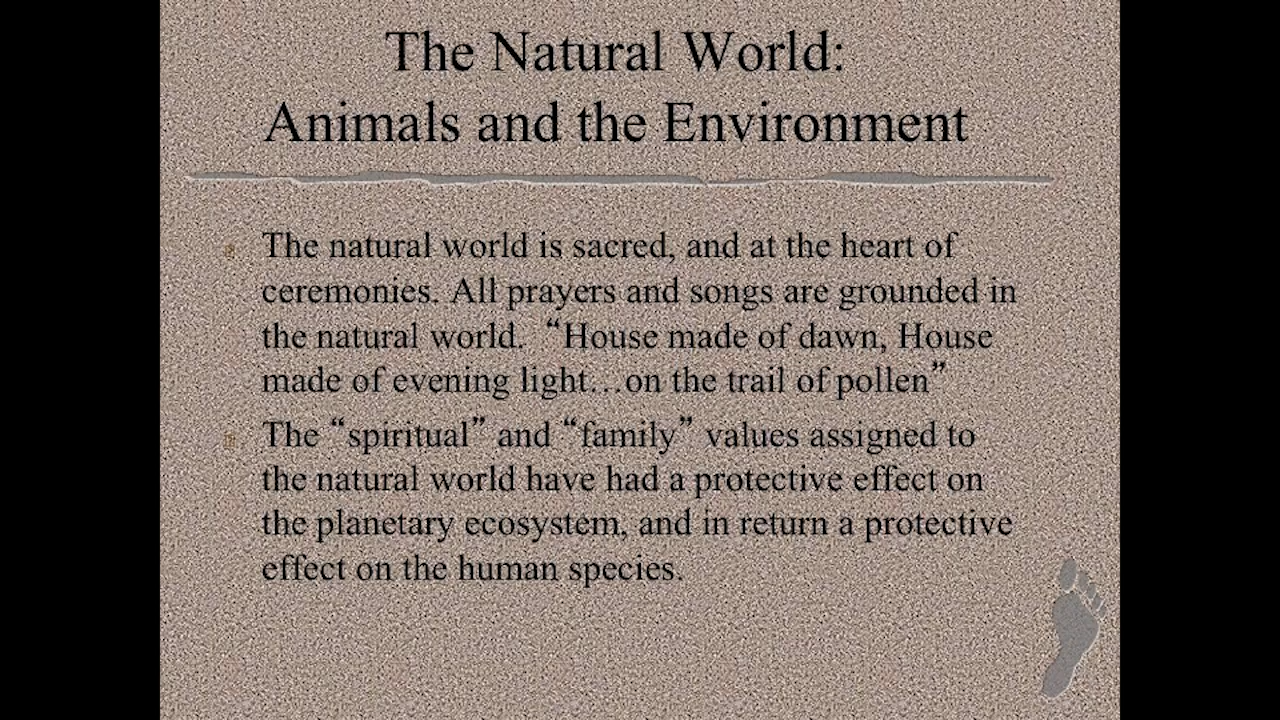 The Natural World:
Animals and the Environment
The natural world is sacred, and at the heart of
ceremonies. All prayers and songs are grounded in
the natural world. “House made of dawn, House
made of evening light…on the trail of pollen”
The “spiritual” and “family” values assigned to
the natural world have had a protective effect on
the planetary ecosystem, and in return a protective
effect on the human species.